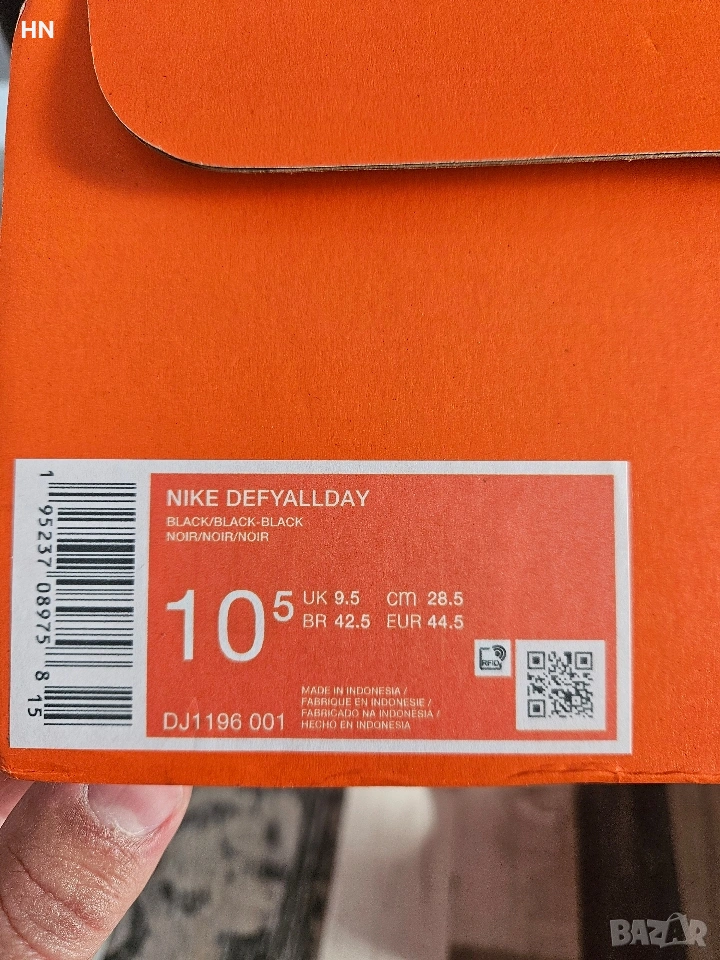 HN
NIKE DEFYALLDAY
BLACK/BLACK-BLACK
NOIR/NOIR/NOIR
10 5
UK 9.5 cm 28.5
BR 42.5 EUR 44.5
RFID
DJ1196 001
MADE IN INDONESIA /
FABRIQUE EN INDONESIE /
FABRICADO NA INDONÉSIA /
HECHO EN INDONESIA
1 95237 08975 8 15
BAZAR